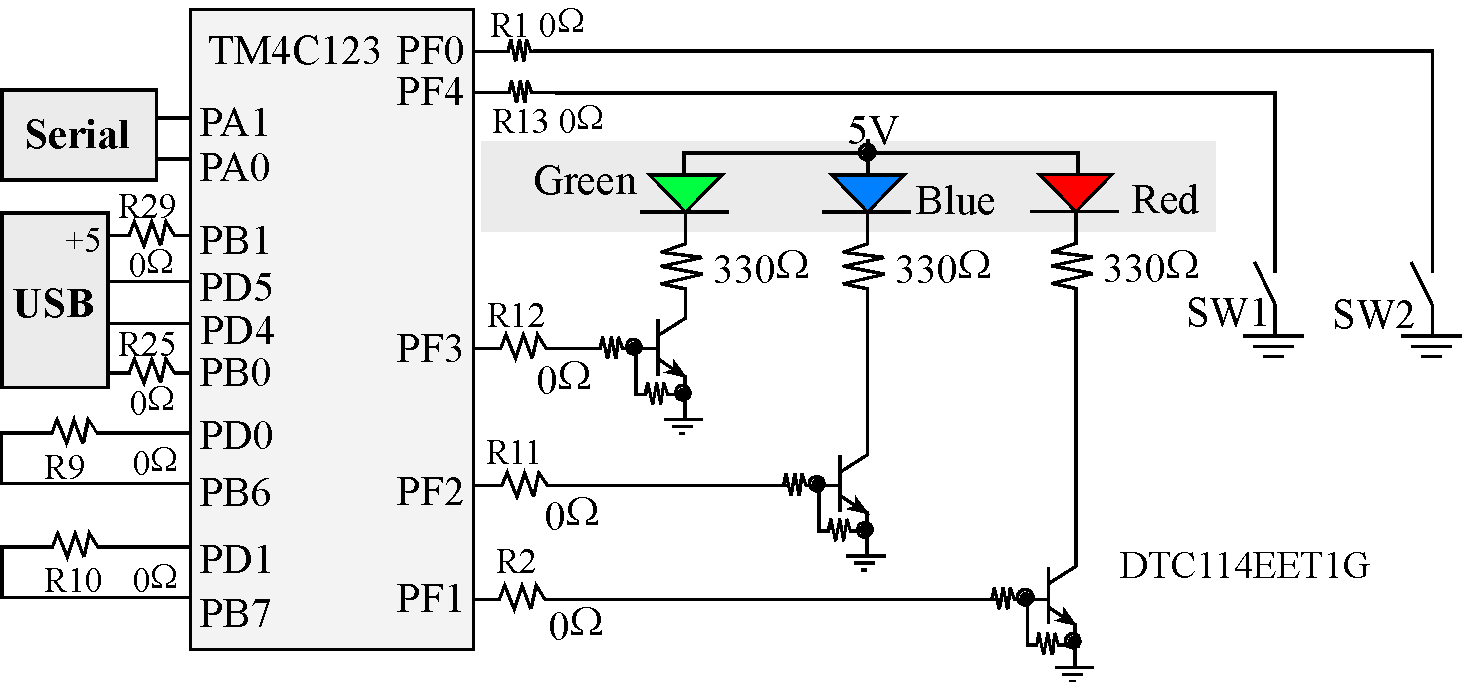 R1 0Ω
TM4C123
PF0
PF4
R13 0Ω
Serial
PA1
PA0
5V
Green
Blue
Red
R29
+5
0Ω
PB1
USB
PD5
PD4
R25
PB0
0Ω
330Ω
330Ω
330Ω
SW1
SW2
R12
PF3
0Ω
PD0
R9
0Ω
PB6
R11
PF2
0Ω
PD1
R10
0Ω
PB7
R2
PF1
0Ω
DTC114EET1G